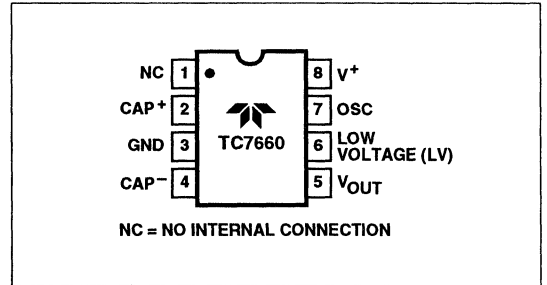 NC 1 8 V+
CAP+ 2 7 OSC
GND 3 TC7660 6 LOW VOLTAGE (LV)
CAP− 4 5 VOUT
NC = NO INTERNAL CONNECTION